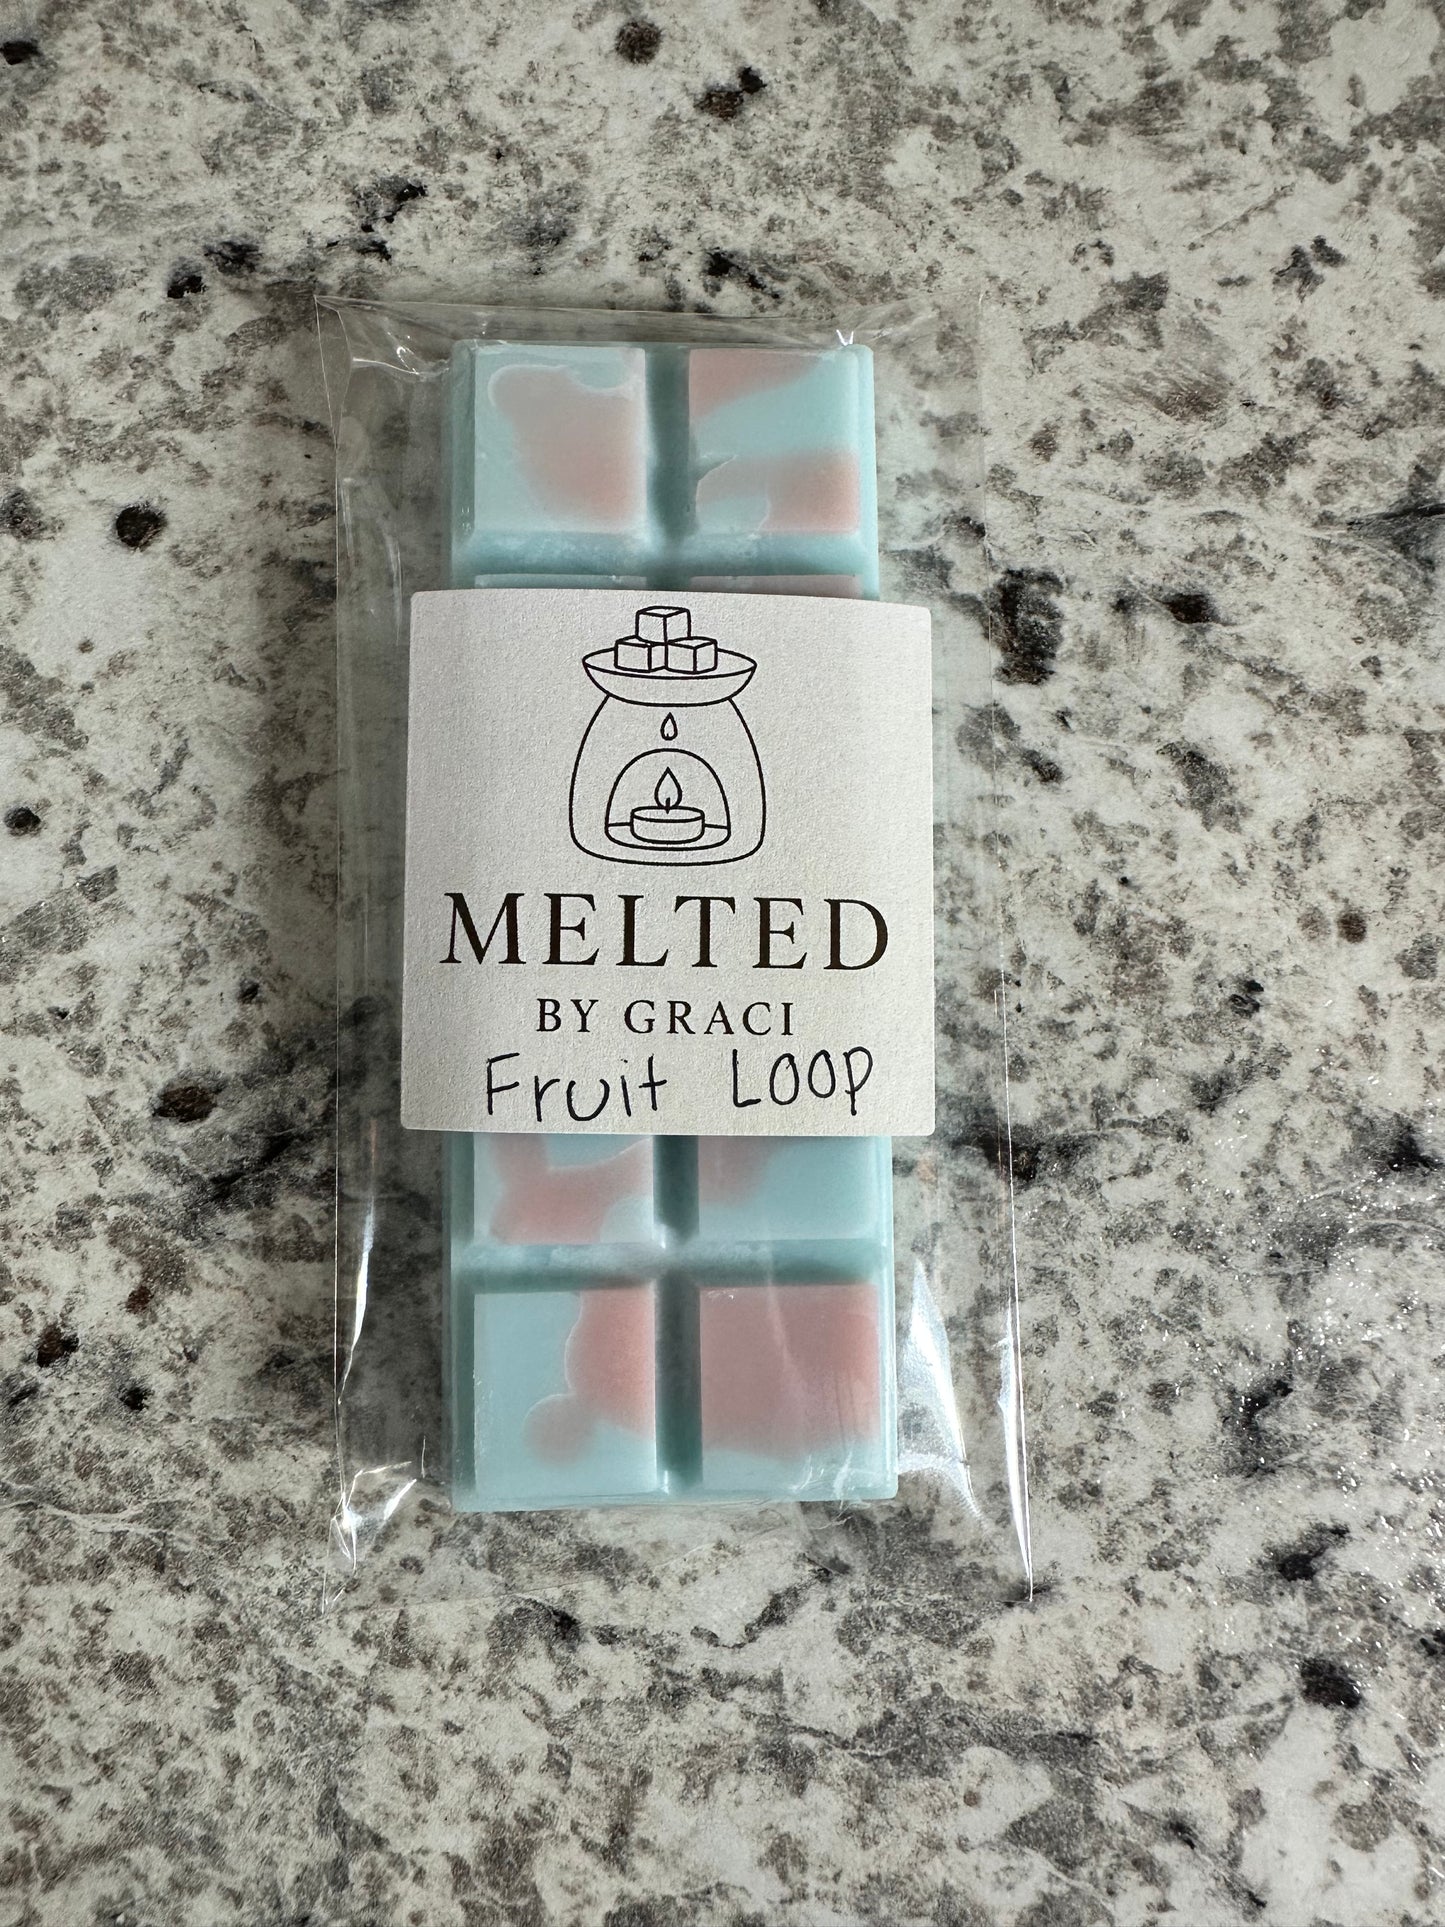 MELTED
BY GRACI
Fruit LOOP